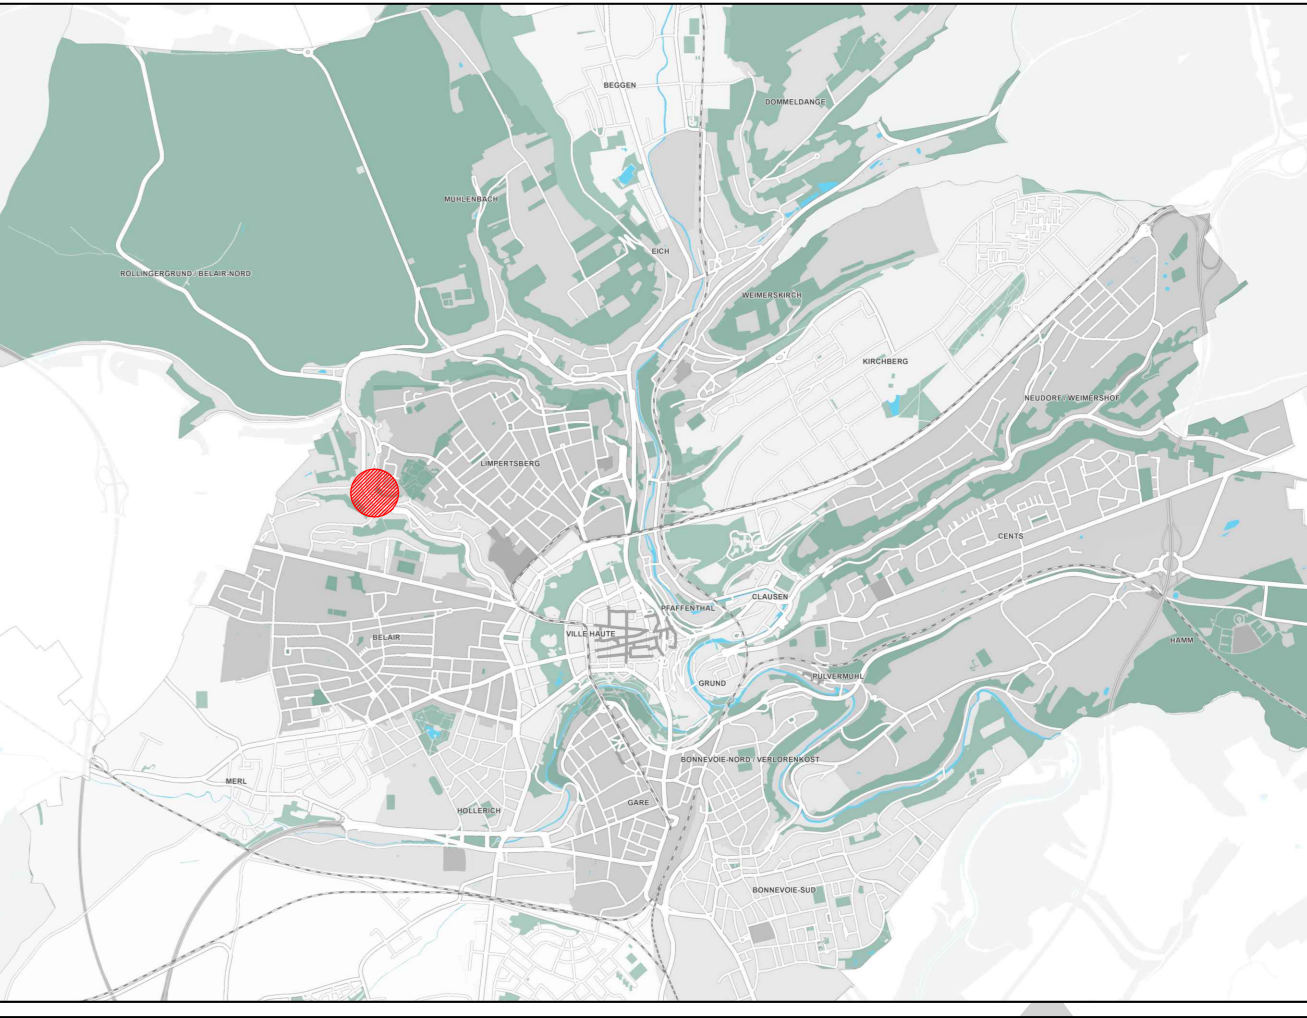 BEGGEN
DOMMELDANGE
MÜHLENBACH
EICH
ROLLINGERGRUND / BELAIR-NORD
WEIMERSKIRCH
KIRCHBERG
NEUDORF / WEIMERSHOF
LIMPERTSBERG
CENTS
CLAUSEN
PFAFFENTHAL
VILLE HAUTE
BELAIR
HAMM
GRUND
PULVERMUHL
BONNEVOIE-NORD / VERLORENKOST
MERL
GARE
HOLLERICH
BONNEVOIE-SUD